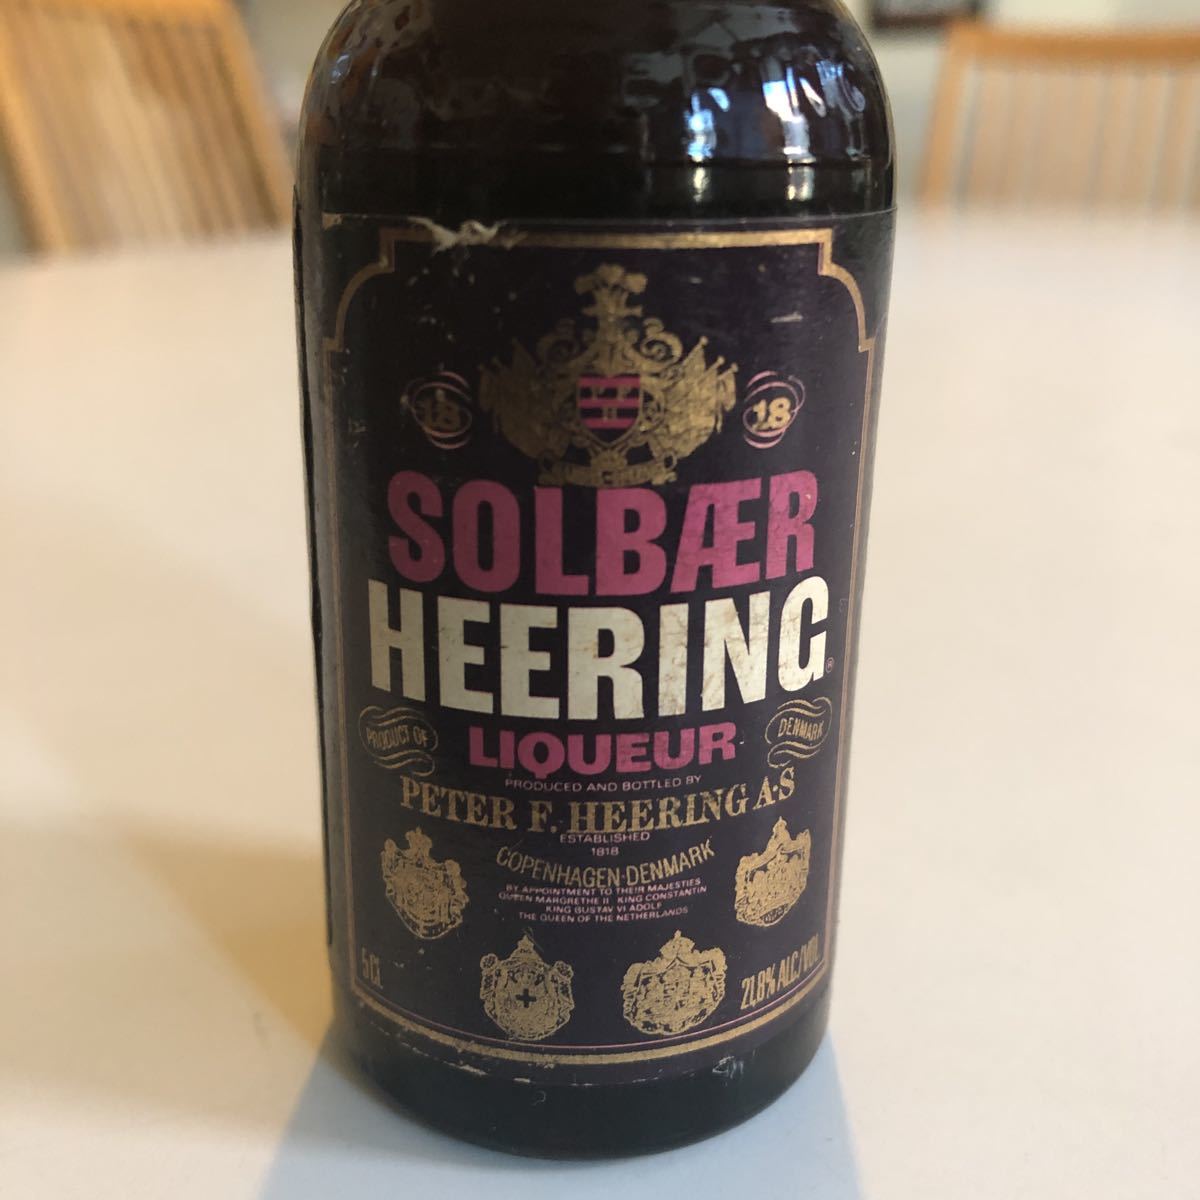 18 18
SOLBÆR
HEERING®
LIQUEUR
PRODUCT OF DENMARK
PRODUCED AND BOTTLED BY
PETER F. HEERING A·S
ESTABLISHED
1818
COPENHAGEN·DENMARK
BY APPOINTMENT TO THEIR MAJESTIES
QUEEN MARGRETHE II KING CONSTANTIN
KING GUSTAV VI ADOLF
THE QUEEN OF THE NETHERLANDS
5 CL 21,8% ALC./VOL.